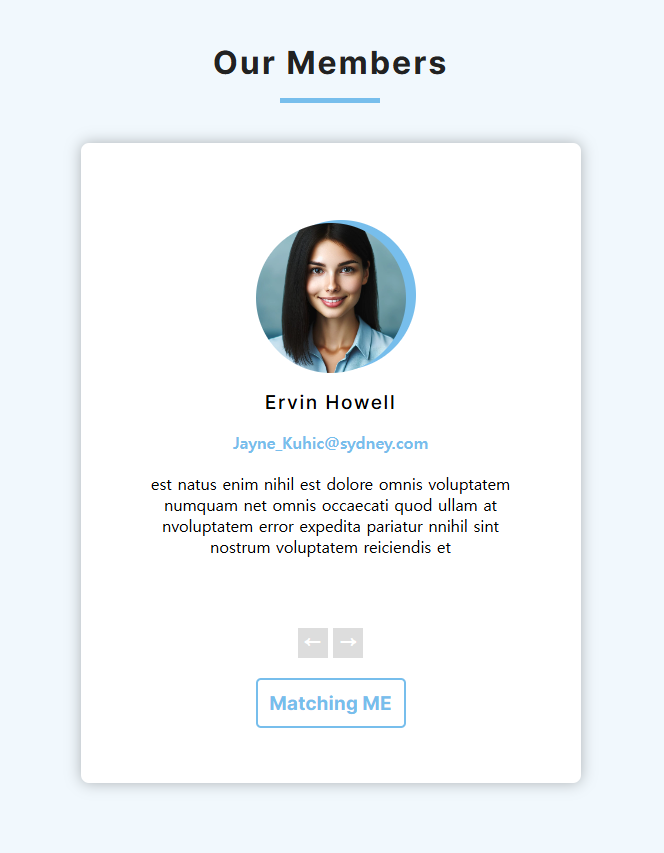 Our Members
Ervin Howell
Jayne_Kuhic@sydney.com
est natus enim nihil est dolore omnis voluptatem
numquam net omnis occaecati quod ullam at
nvoluptatem error expedita pariatur nnihil sint
nostrum voluptatem reiciendis et
← →
Matching ME